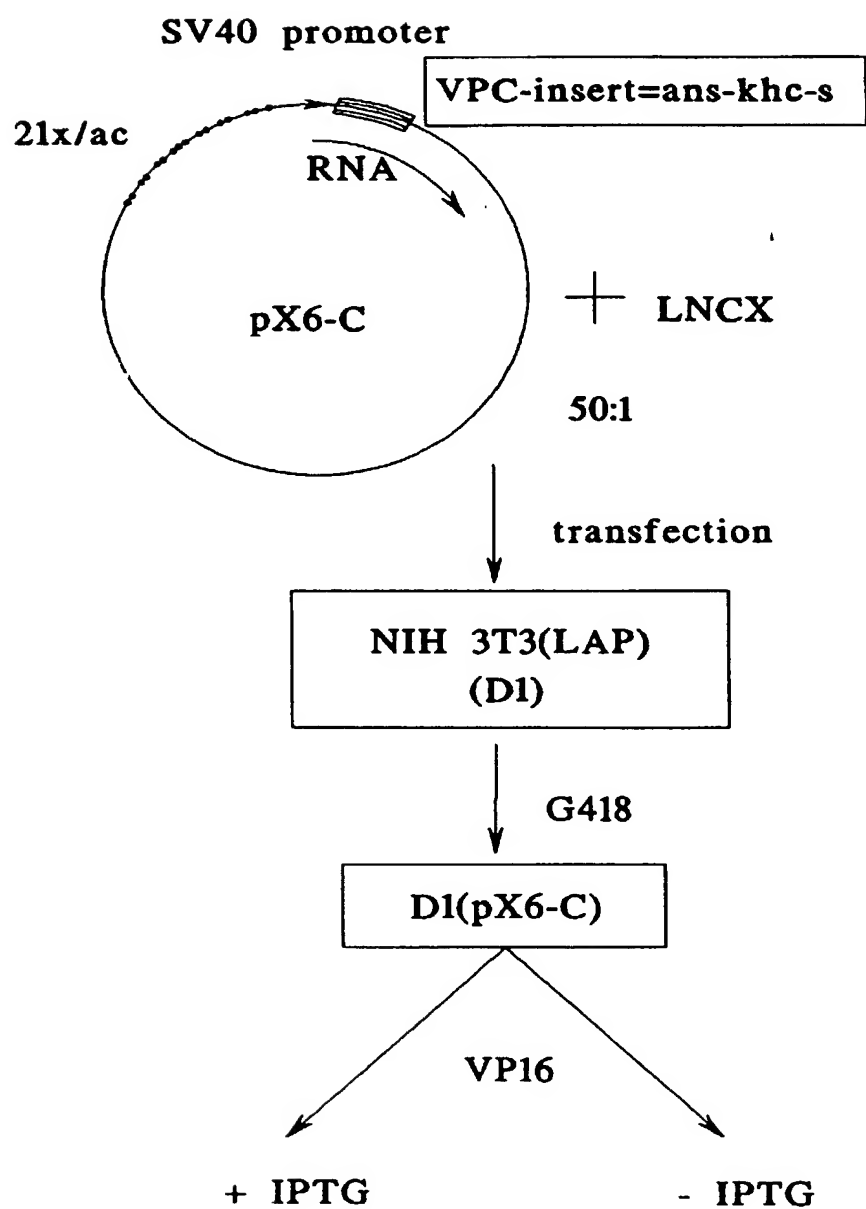 SV40 promoter
VPC-insert=ans-khc-s
21x/ac
RNA
pX6-C
+ LNCX
50:1
transfection
NIH 3T3(LAP)
(D1)
G418
D1(pX6-C)
VP16
+ IPTG
- IPTG